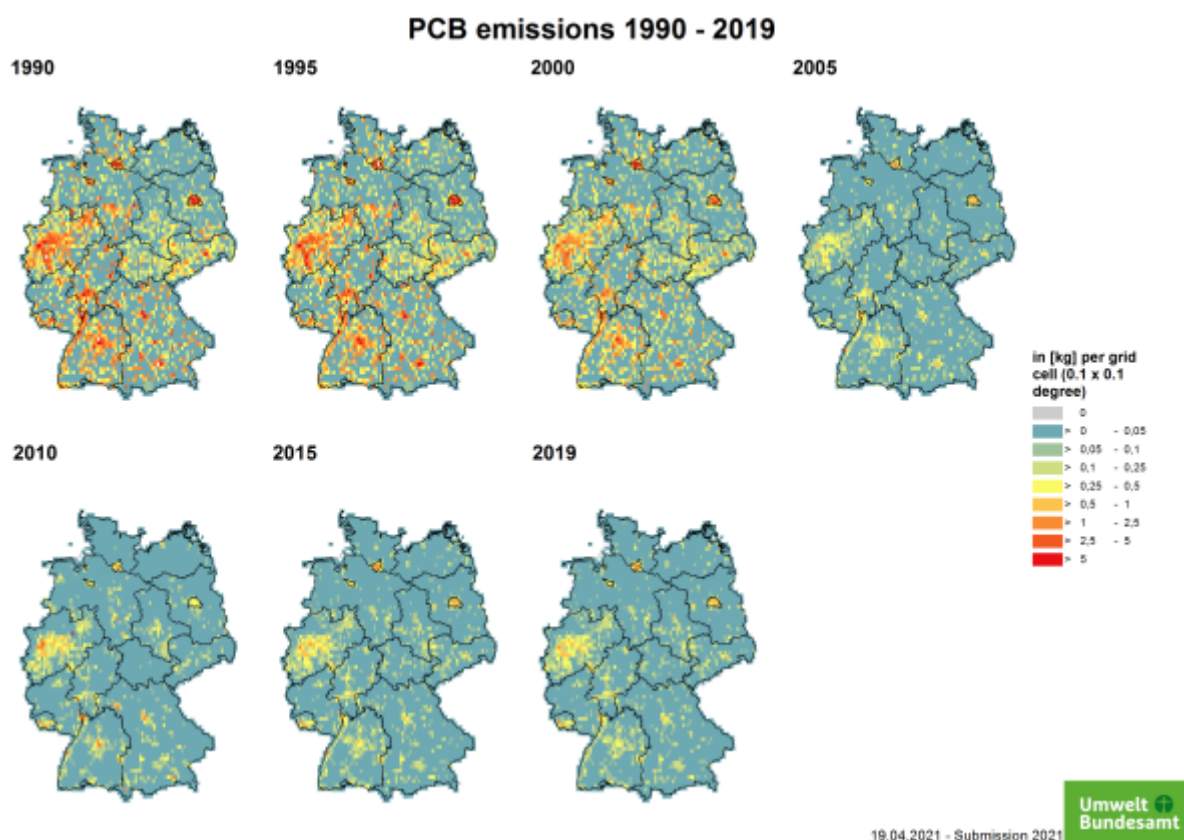 PCB emissions 1990 - 2019
1990
1995
2000
2005
in [kg] per grid
cell (0.1 x 0.1
degree)
0
> 0 - 0,05
> 0,05 - 0,1
> 0,1 - 0,25
> 0,25 - 0,5
> 0,5 - 1
> 1 - 2,5
> 2,5 - 5
> 5
2010
2015
2019
Umwelt
Bundesamt
19.04.2021 - Submission 2021